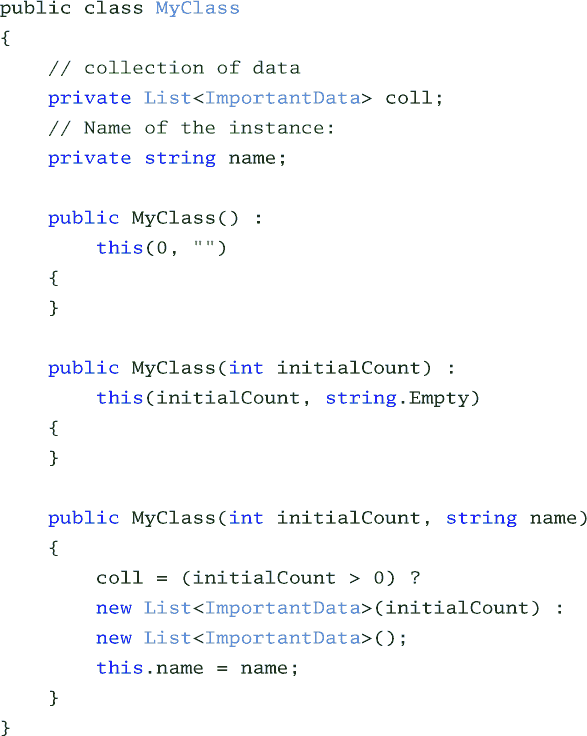 public class MyClass
{
    // collection of data
    private List<ImportantData> coll;
    // Name of the instance:
    private string name;

    public MyClass() :
        this(0, "")
    {
    }

    public MyClass(int initialCount) :
        this(initialCount, string.Empty)
    {
    }

    public MyClass(int initialCount, string name)
    {
        coll = (initialCount > 0) ?
        new List<ImportantData>(initialCount) :
        new List<ImportantData>();
        this.name = name;
    }
}